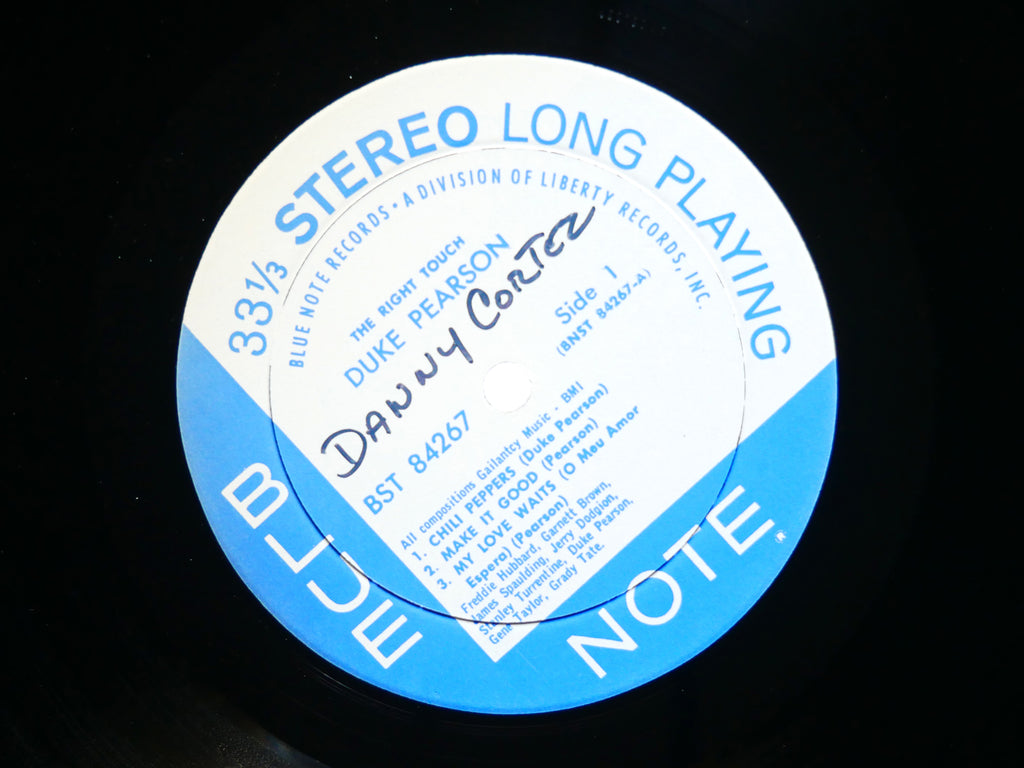 33 1/3 STEREO LONG PLAYING
BLUE NOTE RECORDS • A DIVISION OF LIBERTY RECORDS, INC.
THE RIGHT TOUCH
DUKE PEARSON
DANNY CORTEZ
Side 1
(BNST 84267-A)
BST 84267
All compositions Gailantcy Music - BMI
1. CHILI PEPPERS (Duke Pearson)
2. MAKE IT GOOD (Pearson)
3. MY LOVE WAITS (O Meu Amor
Espera) (Pearson)
Freddie Hubbard, Garnett Brown,
James Spaulding, Jerry Dodgion,
Stanley Turrentine, Duke Pearson,
Gene Taylor, Grady Tate.
BLUE
NOTE